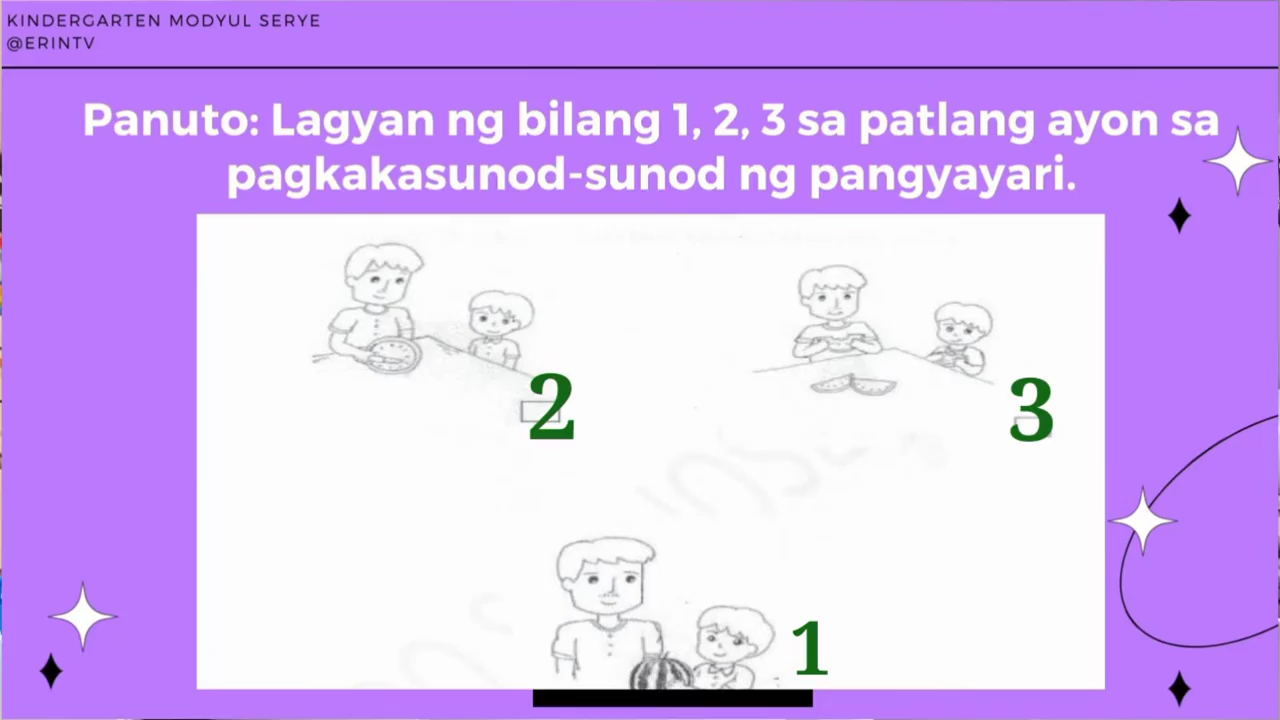 KINDERGARTEN MODYUL SERYE
@ERINTV
Panuto: Lagyan ng bilang 1, 2, 3 sa patlang ayon sa
pagkakasunod-sunod ng pangyayari.
2
3
1